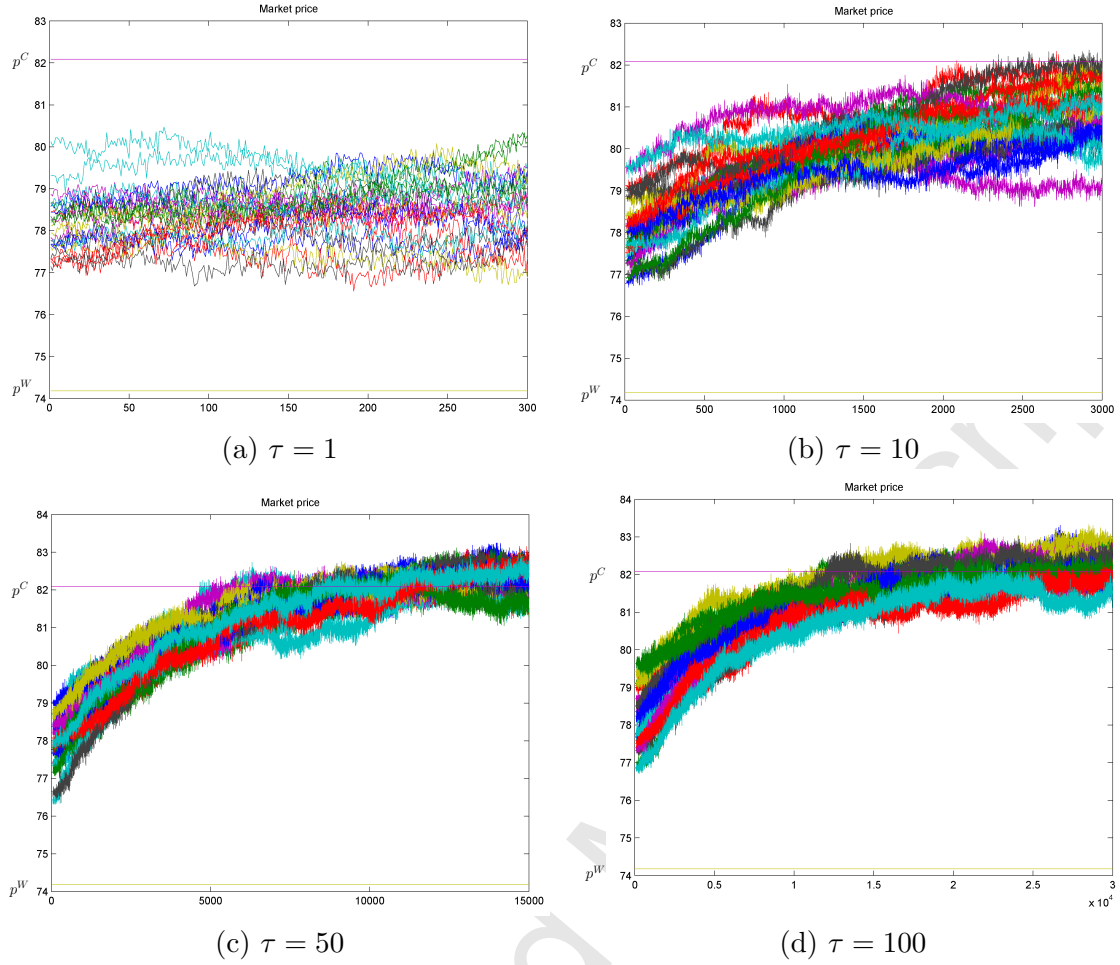 Market price
83
p^C
82
81
80
79
78
77
76
75
p^W
74
0 50 100 150 200 250 300
(a) τ = 1
Market price
83
p^C
82
81
80
79
78
77
76
75
p^W
74
0 500 1000 1500 2000 2500 3000
(b) τ = 10
Market price
84
83
p^C
82
81
80
79
78
77
76
75
p^W
74
0 5000 10000 15000
(c) τ = 50
Market price
84
83
p^C
82
81
80
79
78
77
76
75
p^W
74
0 0.5 1 1.5 2 2.5 3
x 10^4
(d) τ = 100